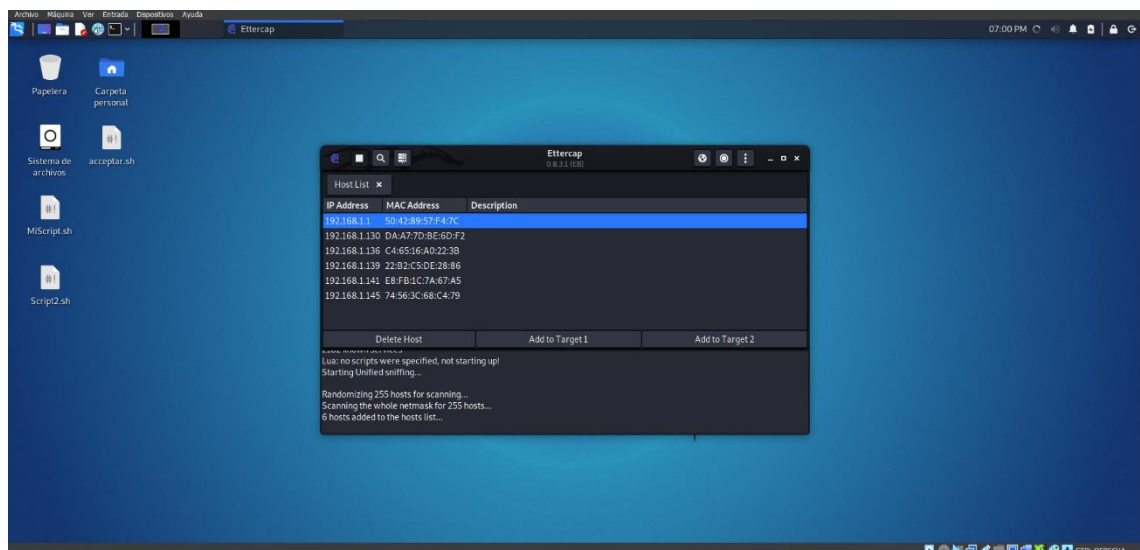 Archivo Máquina Ver Entrada Dispositivos Ayuda
Ettercap
07:00 PM
Papelera
Carpeta personal
Sistema de archivos
acceptar.sh
MiScript.sh
Script2.sh
Ettercap
0.8.3.1 (EB)
Host List
IP Address MAC Address Description
192.168.1.1 50:42:89:57:F4:7C
192.168.1.130 DA:A7:7D:BE:6D:F2
192.168.1.136 C4:65:16:A0:22:3B
192.168.1.139 22:B2:C5:DE:28:86
192.168.1.141 E8:FB:1C:7A:67:A5
192.168.1.145 74:56:3C:68:C4:79
Delete Host Add to Target 1 Add to Target 2
Lua: no scripts were specified, not starting up!
Starting Unified sniffing...
Randomizing 255 hosts for scanning...
Scanning the whole netmask for 255 hosts...
6 hosts added to the hosts list...
CTRL DERECHA